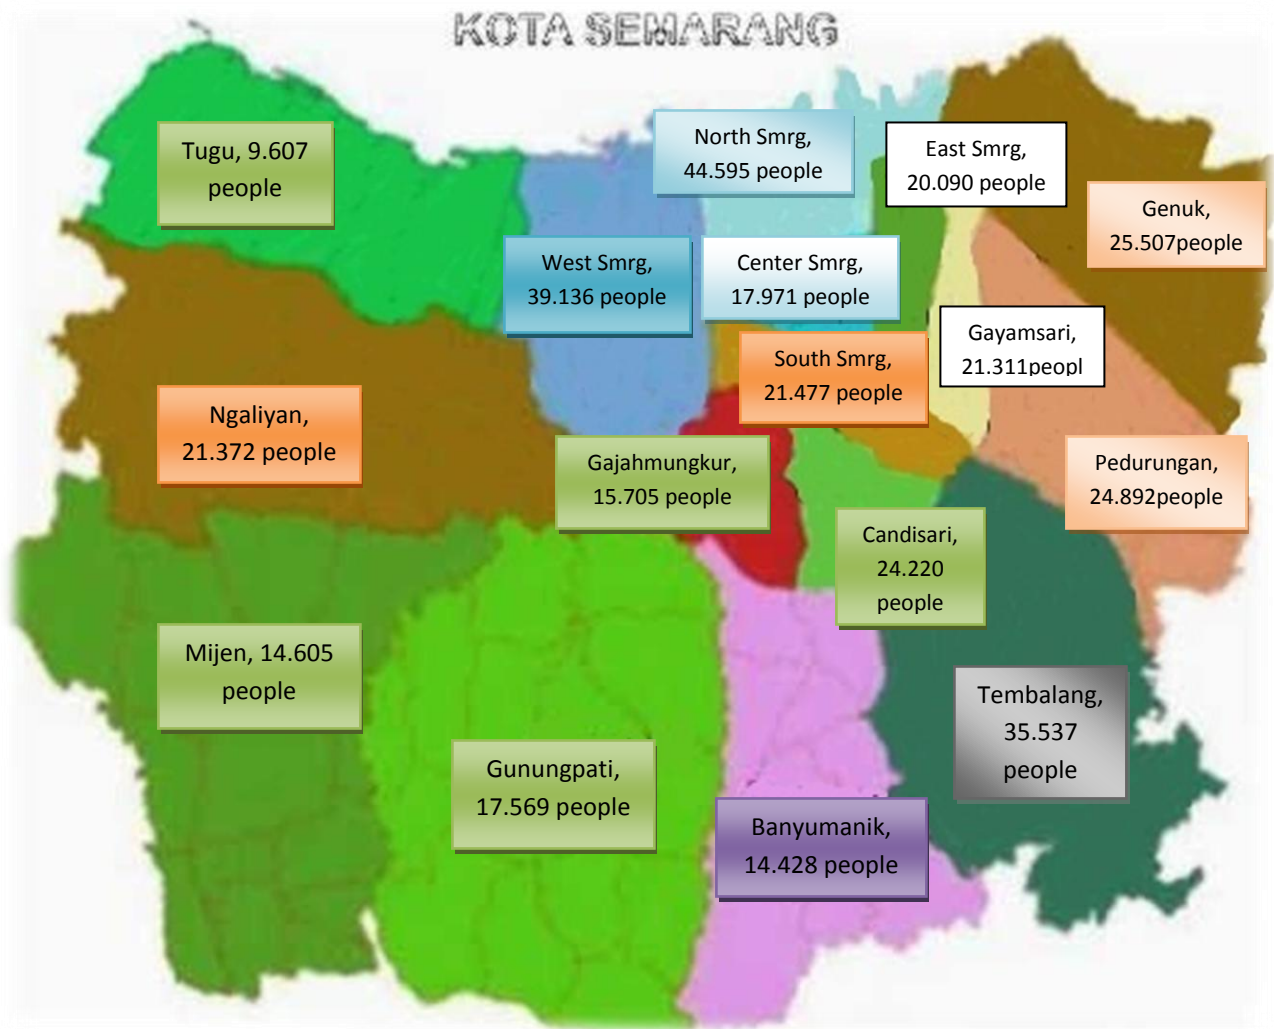 KOTA SEMARANG
Tugu, 9.607
people
North Smrg,
44.595 people
East Smrg,
20.090 people
Genuk,
25.507people
West Smrg,
39.136 people
Center Smrg,
17.971 people
Gayamsari,
21.311peopl
South Smrg,
21.477 people
Ngaliyan,
21.372 people
Gajahmungkur,
15.705 people
Pedurungan,
24.892people
Candisari,
24.220
people
Mijen, 14.605
people
Tembalang,
35.537
people
Gunungpati,
17.569 people
Banyumanik,
14.428 people